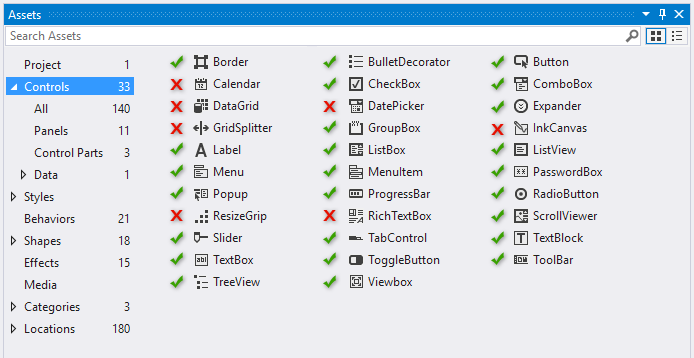 Assets
Search Assets
Project 1
Controls 33
All 140
Panels 11
Control Parts 3
Data 1
Styles
Behaviors 21
Shapes 18
Effects 15
Media
Categories 3
Locations 180
Border BulletDecorator Button
Calendar CheckBox ComboBox
DataGrid DatePicker Expander
GridSplitter GroupBox InkCanvas
Label ListBox ListView
Menu MenuItem PasswordBox
Popup ProgressBar RadioButton
ResizeGrip RichTextBox ScrollViewer
Slider TabControl TextBlock
TextBox ToggleButton ToolBar
TreeView Viewbox